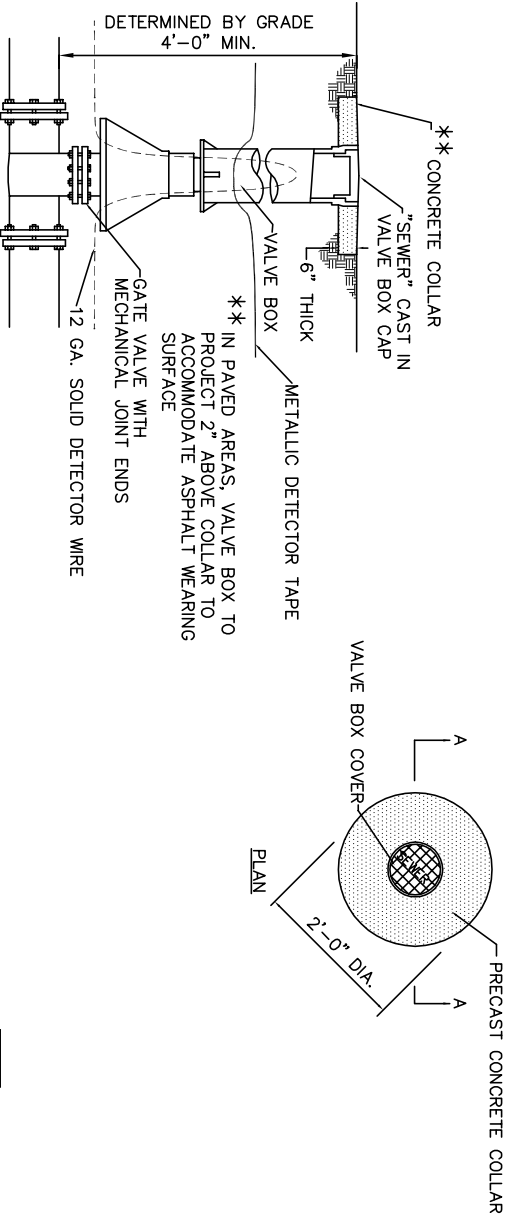 DETERMINED BY GRADE
4'-0" MIN.
** CONCRETE COLLAR
"SEWER" CAST IN
VALVE BOX CAP
6" THICK
VALVE BOX
METALLIC DETECTOR TAPE
** IN PAVED AREAS, VALVE BOX TO
PROJECT 2" ABOVE COLLAR TO
ACCOMMODATE ASPHALT WEARING
SURFACE
GATE VALVE WITH
MECHANICAL JOINT ENDS
12 GA. SOLID DETECTOR WIRE
A
A
PRECAST CONCRETE COLLAR
VALVE BOX COVER
SEWER
2'-0" DIA.
PLAN